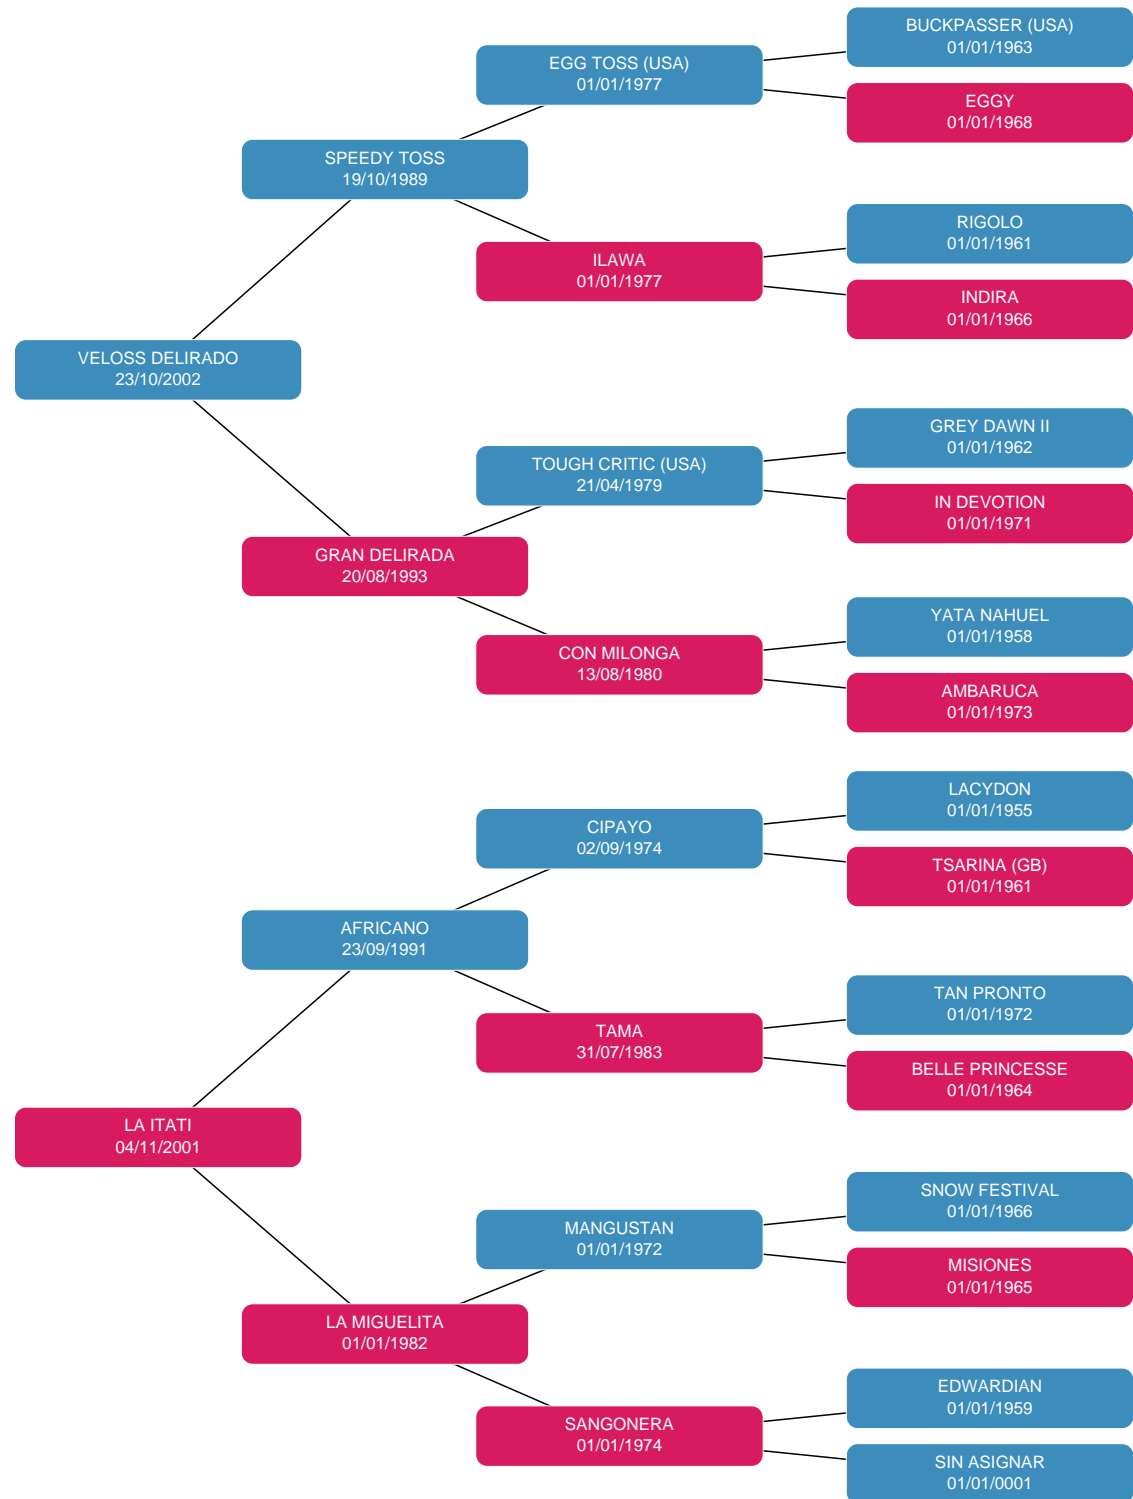 BUCKPASSER (USA)
01/01/1963
EGG TOSS (USA)
01/01/1977
EGGY
01/01/1968
SPEEDY TOSS
19/10/1989
RIGOLO
01/01/1961
ILAWA
01/01/1977
INDIRA
01/01/1966
VELOSS DELIRADO
23/10/2002
GREY DAWN II
01/01/1962
TOUGH CRITIC (USA)
21/04/1979
IN DEVOTION
01/01/1971
GRAN DELIRADA
20/08/1993
YATA NAHUEL
01/01/1958
CON MILONGA
13/08/1980
AMBARUCA
01/01/1973
LACYDON
01/01/1955
CIPAYO
02/09/1974
TSARINA (GB)
01/01/1961
AFRICANO
23/09/1991
TAN PRONTO
01/01/1972
TAMA
31/07/1983
BELLE PRINCESSE
01/01/1964
LA ITATI
04/11/2001
SNOW FESTIVAL
01/01/1966
MANGUSTAN
01/01/1972
MISIONES
01/01/1965
LA MIGUELITA
01/01/1982
EDWARDIAN
01/01/1959
SANGONERA
01/01/1974
SIN ASIGNAR
01/01/0001